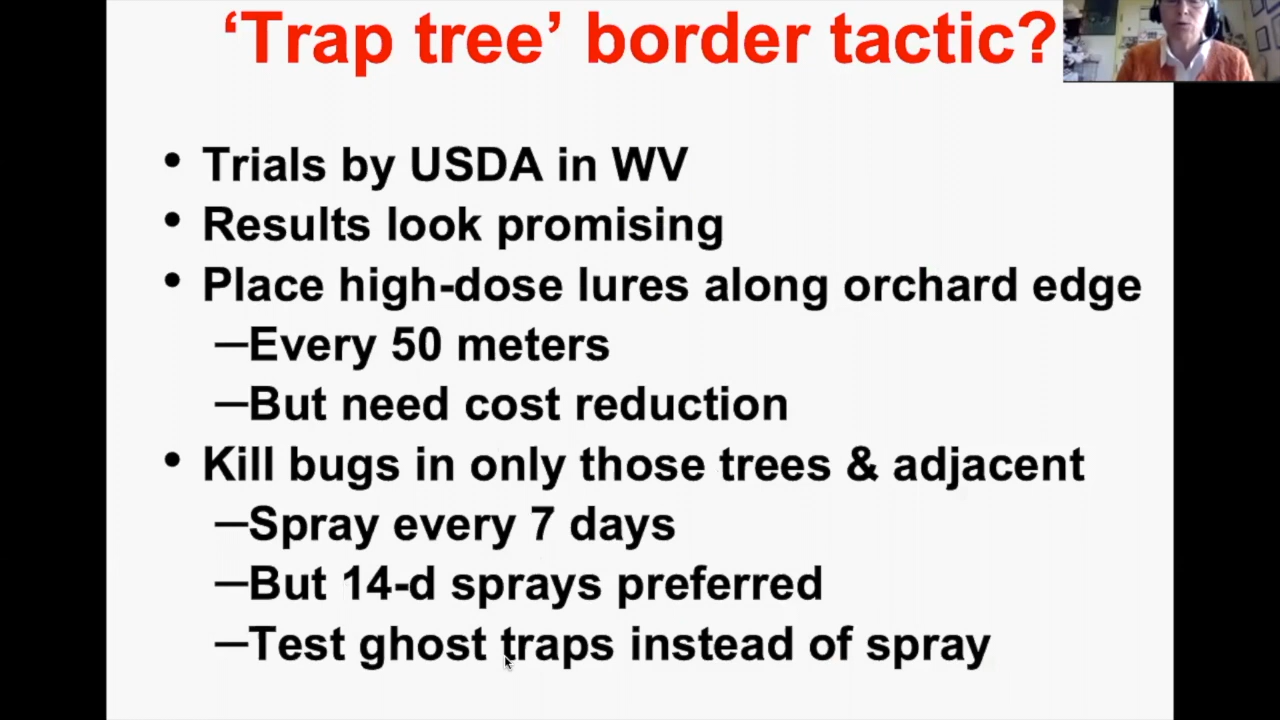 ‘Trap tree’ border tactic?
• Trials by USDA in WV
• Results look promising
• Place high-dose lures along orchard edge
–Every 50 meters
–But need cost reduction
• Kill bugs in only those trees & adjacent
–Spray every 7 days
–But 14-d sprays preferred
–Test ghost traps instead of spray